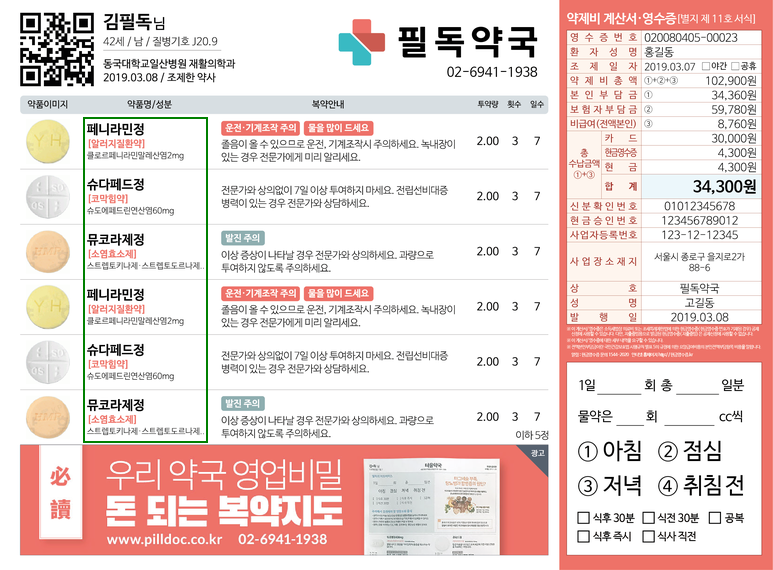 김필독님
42세 / 남 / 질병기호 J20.9
동국대학교일산병원 재활의학과
2019.03.08 / 조제한 약사
필독약국
02-6941-1938
약품이미지 약품명/성분 복약안내 투약량 횟수 일수
페니라민정
[알러지질환약]
클로르페니라민말레산염2mg
운전·기계조작 주의 물을 많이 드세요
졸음이 올 수 있으므로 운전, 기계조작시 주의하세요. 녹내장이
있는 경우 전문가에게 미리 알리세요.
2.00 3 7
슈다페드정
[코막힘약]
슈도에페드린연산염60mg
전문가와 상의없이 7일 이상 투여하지 마세요. 전립선비대증
병력이 있는 경우 전문가와 상담하세요.
2.00 3 7
뮤코라제정
[소염효소제]
스트렙토키나제·스트렙토도르나제..
발진 주의
이상 증상이 나타날 경우 전문가와 상의하세요. 과량으로
투여하지 않도록 주의하세요.
2.00 3 7
페니라민정
[알러지질환약]
클로르페니라민말레산염2mg
운전·기계조작 주의 물을 많이 드세요
졸음이 올 수 있으므로 운전, 기계조작시 주의하세요. 녹내장이
있는 경우 전문가에게 미리 알리세요.
2.00 3 7
슈다페드정
[코막힘약]
슈도에페드린연산염60mg
전문가와 상의없이 7일 이상 투여하지 마세요. 전립선비대증
병력이 있는 경우 전문가와 상담하세요.
2.00 3 7
뮤코라제정
[소염효소제]
스트렙토키나제·스트렙토도르나제..
발진 주의
이상 증상이 나타날 경우 전문가와 상의하세요. 과량으로
투여하지 않도록 주의하세요.
2.00 3 7
이하 5정
必讀
우리 약국 영업비밀
돈 되는 복약지도
www.pilldoc.co.kr 02-6941-1938
광고
약제비 계산서·영수증[별지 제 11호 서식]
영수증번호 020080405-00023
환자성명 홍길동
조제일자 2019.03.07 □야간 □공휴
약제비총액 ①+②+③ 102,900원
본인부담금 ① 34,360원
보험자부담금 ② 59,780원
비급여(전액본인) ③ 8,760원
총 수납금액 ①+③
카드 30,000원
현금영수증 4,300원
현금 4,300원
합계 34,300원
신분확인번호 01012345678
현금승인번호 123456789012
사업자등록번호 123-12-12345
사업장소재지 서울시 종로구 을지로2가
88-6
상호 필독약국
성명 고길동
발행일 2019.03.08
1일 ____ 회 총 ____ 일분
물약은 ____ 회 ____ cc씩
① 아침 ② 점심
③ 저녁 ④ 취침 전
□ 식후 30분 □ 식전 30분 □ 공복
□ 식후 즉시 □ 식사 직전